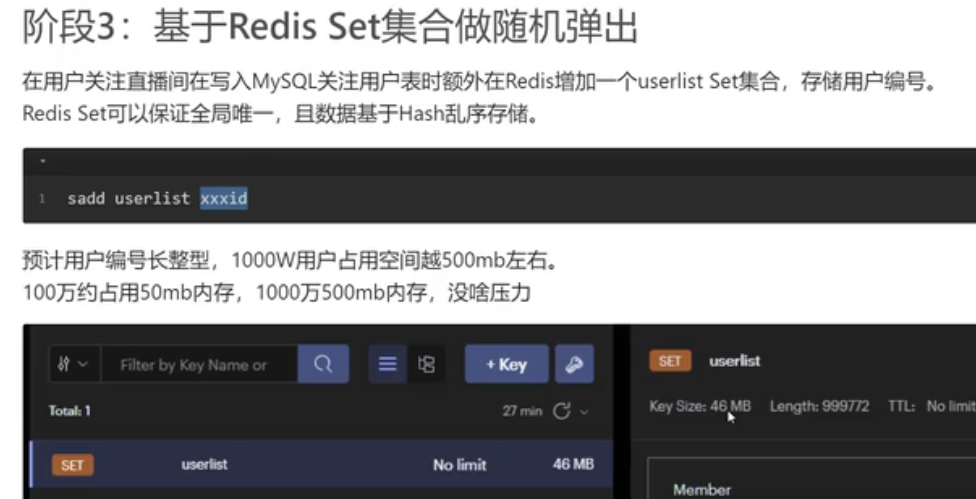 阶段3：基于Redis Set集合做随机弹出
在用户关注直播间在写入MySQL关注用户表时额外在Redis增加一个userlist Set集合，存储用户编号。
Redis Set可以保证全局唯一，且数据基于Hash乱序存储。
1 sadd userlist xxxid
预计用户编号长整型，1000W用户占用空间越500mb左右。
100万约占用50mb内存，1000万500mb内存，没啥压力
Filter by Key Name or
+ Key
SET userlist
Total: 1
27 min
Key Size: 46 MB Length: 999772 TTL: No limit
SET userlist No limit 46 MB
Member